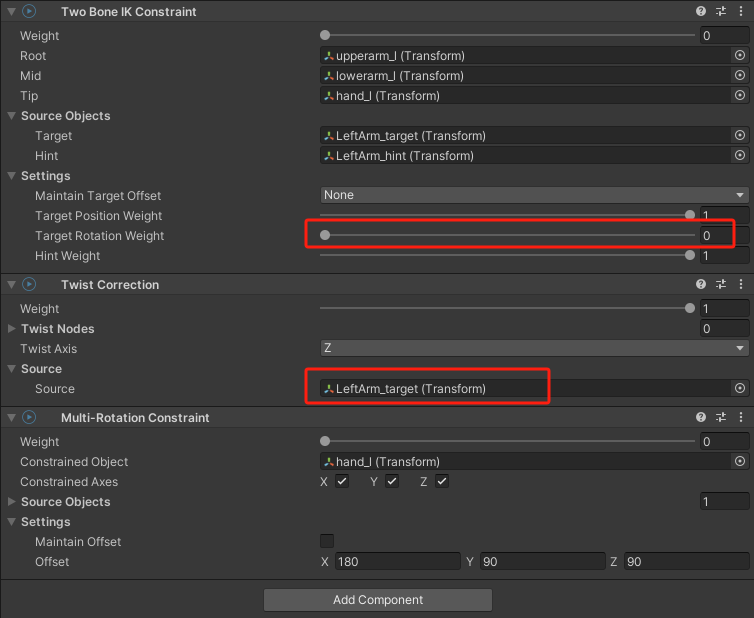 Two Bone IK Constraint
Weight 0
Root upperarm_l (Transform)
Mid lowerarm_l (Transform)
Tip hand_l (Transform)
Source Objects
Target LeftArm_target (Transform)
Hint LeftArm_hint (Transform)
Settings
Maintain Target Offset None
Target Position Weight 1
Target Rotation Weight 0
Hint Weight 1
Twist Correction
Weight 1
Twist Nodes 0
Twist Axis Z
Source
Source LeftArm_target (Transform)
Multi-Rotation Constraint
Weight 0
Constrained Object hand_l (Transform)
Constrained Axes X Y Z
Source Objects 1
Settings
Maintain Offset
Offset X 180 Y 90 Z 90
Add Component